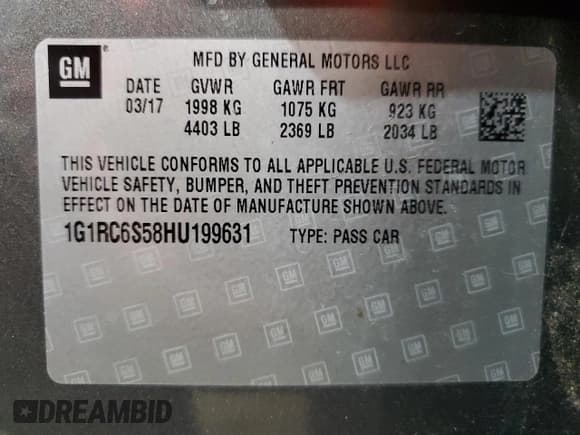 GM
MFD BY GENERAL MOTORS LLC
DATE GVWR GAWR FRT GAWR RR
03/17 1998 KG 1075 KG 923 KG
4403 LB 2369 LB 2034 LB
THIS VEHICLE CONFORMS TO ALL APPLICABLE U.S. FEDERAL MOTOR
VEHICLE SAFETY, BUMPER, AND THEFT PREVENTION STANDARDS IN
EFFECT ON THE DATE OF MANUFACTURE SHOWN ABOVE.
1G1RC6S58HU199631 TYPE: PASS CAR
DREAMBID